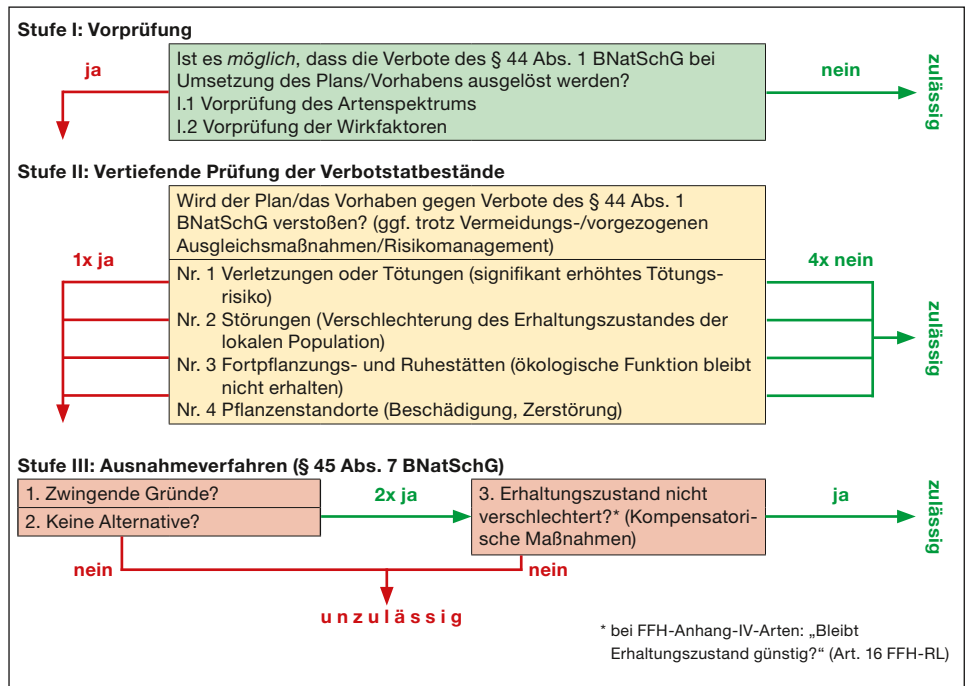 Stufe I: Vorprüfung
ja
Ist es möglich, dass die Verbote des § 44 Abs. 1 BNatSchG bei
Umsetzung des Plans/Vorhabens ausgelöst werden?
I.1 Vorprüfung des Artenspektrums
I.2 Vorprüfung der Wirkfaktoren
nein
zulässig
Stufe II: Vertiefende Prüfung der Verbotstatbestände
Wird der Plan/das Vorhaben gegen Verbote des § 44 Abs. 1
BNatSchG verstoßen? (ggf. trotz Vermeidungs-/vorgezogenen
Ausgleichsmaßnahmen/Risikomanagement)
1x ja
4x nein
Nr. 1 Verletzungen oder Tötungen (signifikant erhöhtes Tötungs-
risiko)
Nr. 2 Störungen (Verschlechterung des Erhaltungszustandes der
lokalen Population)
Nr. 3 Fortpflanzungs- und Ruhestätten (ökologische Funktion bleibt
nicht erhalten)
Nr. 4 Pflanzenstandorte (Beschädigung, Zerstörung)
zulässig
Stufe III: Ausnahmeverfahren (§ 45 Abs. 7 BNatSchG)
1. Zwingende Gründe?
2. Keine Alternative?
2x ja
3. Erhaltungszustand nicht
verschlechtert?* (Kompensatori-
sche Maßnahmen)
ja
zulässig
nein
nein
unzulässig
* bei FFH-Anhang-IV-Arten: „Bleibt
Erhaltungszustand günstig?“ (Art. 16 FFH-RL)